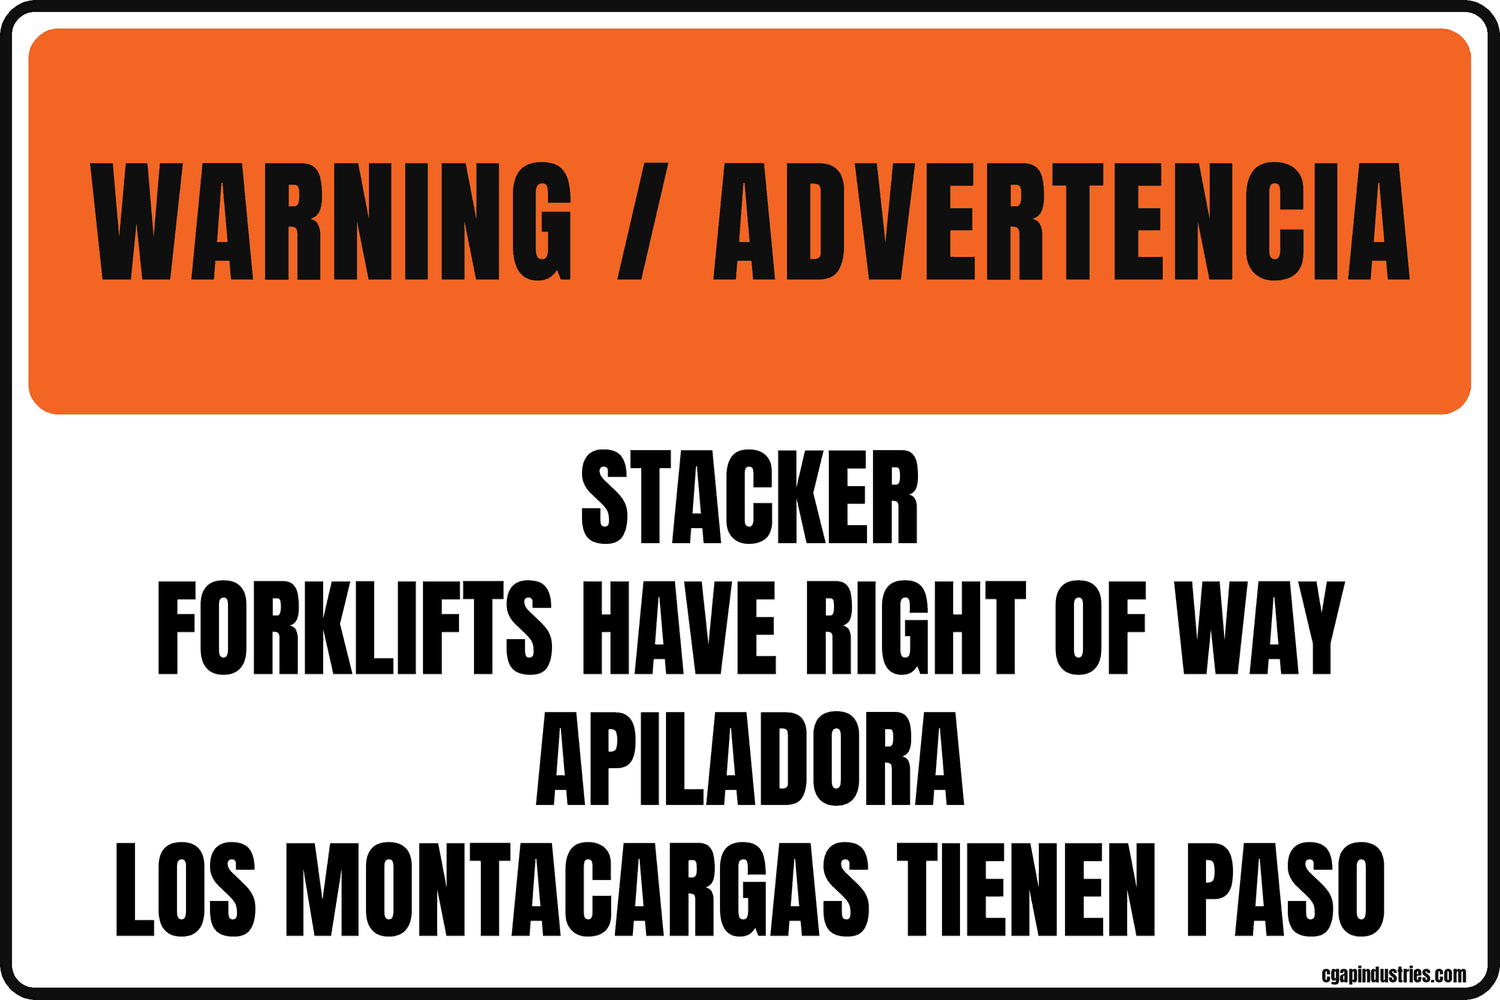 WARNING / ADVERTENCIA
STACKER
FORKLIFTS HAVE RIGHT OF WAY
APILADORA
LOS MONTACARGAS TIENEN PASO
cgapindustries.com